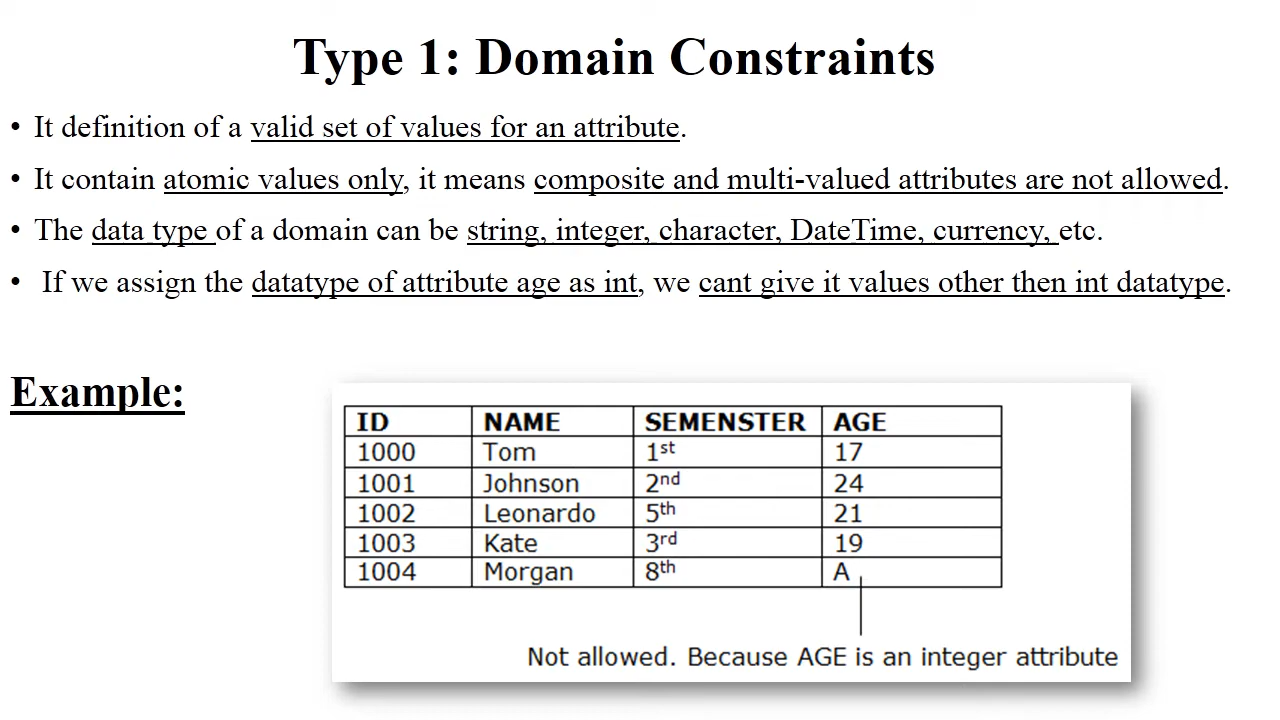 Type 1: Domain Constraints
• It definition of a valid set of values for an attribute.
• It contain atomic values only, it means composite and multi-valued attributes are not allowed.
• The data type of a domain can be string, integer, character, DateTime, currency, etc.
• If we assign the datatype of attribute age as int, we cant give it values other then int datatype.
Example:
ID NAME SEMENSTER AGE
1000 Tom 1st 17
1001 Johnson 2nd 24
1002 Leonardo 5th 21
1003 Kate 3rd 19
1004 Morgan 8th A
Not allowed. Because AGE is an integer attribute